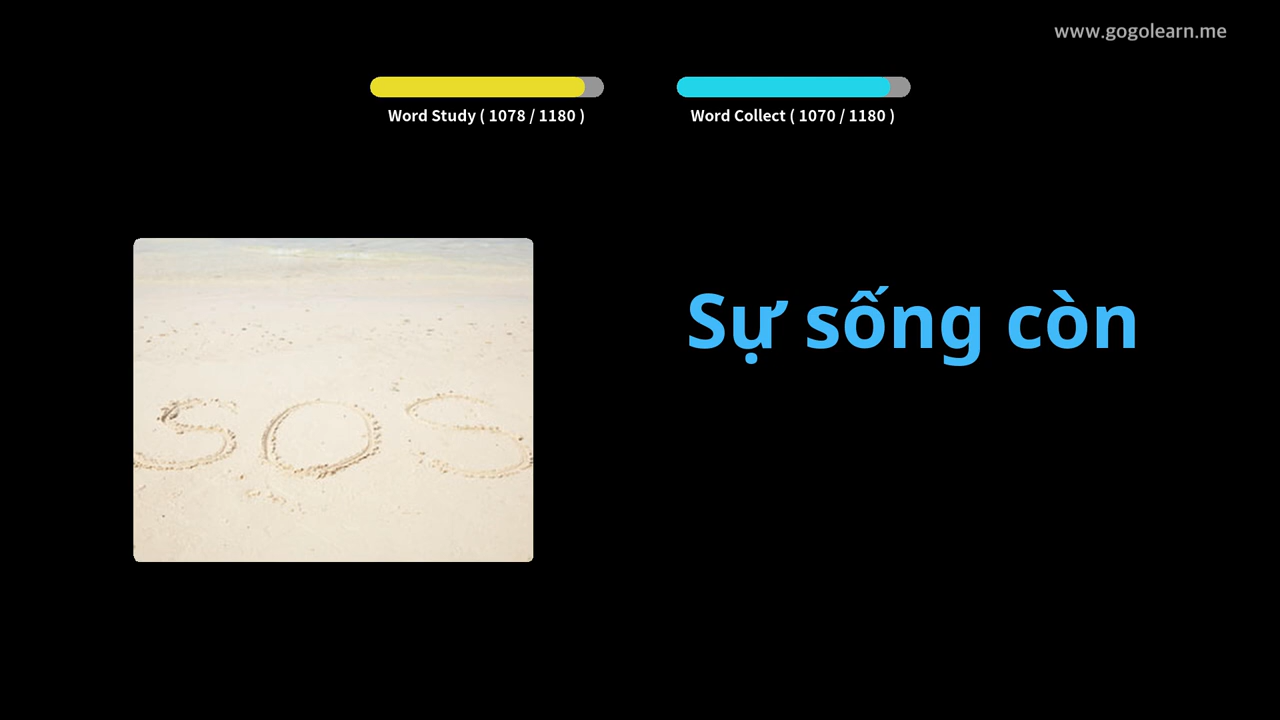 www.gogolearn.me
Word Study ( 1078 / 1180 )
Word Collect ( 1070 / 1180 )
Sự sống còn
SOS